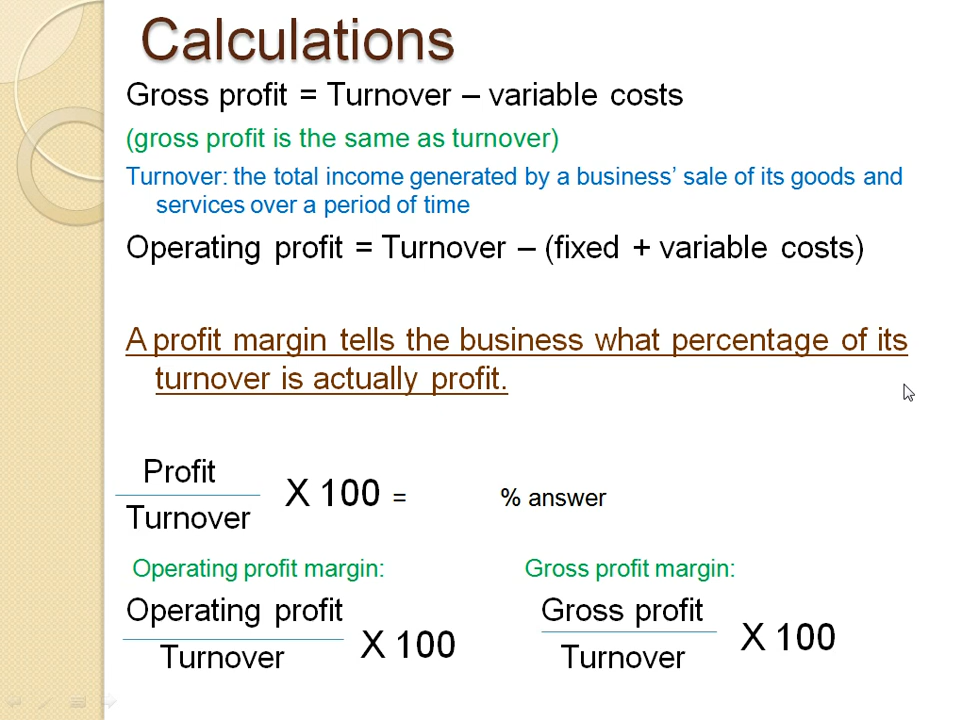 Calculations
Gross profit = Turnover – variable costs
(gross profit is the same as turnover)
Turnover: the total income generated by a business’ sale of its goods and
services over a period of time
Operating profit = Turnover – (fixed + variable costs)
A profit margin tells the business what percentage of its
turnover is actually profit.
Profit
Turnover
X 100 =
% answer
Operating profit margin:
Operating profit
Turnover
X 100
Gross profit margin:
Gross profit
Turnover
X 100